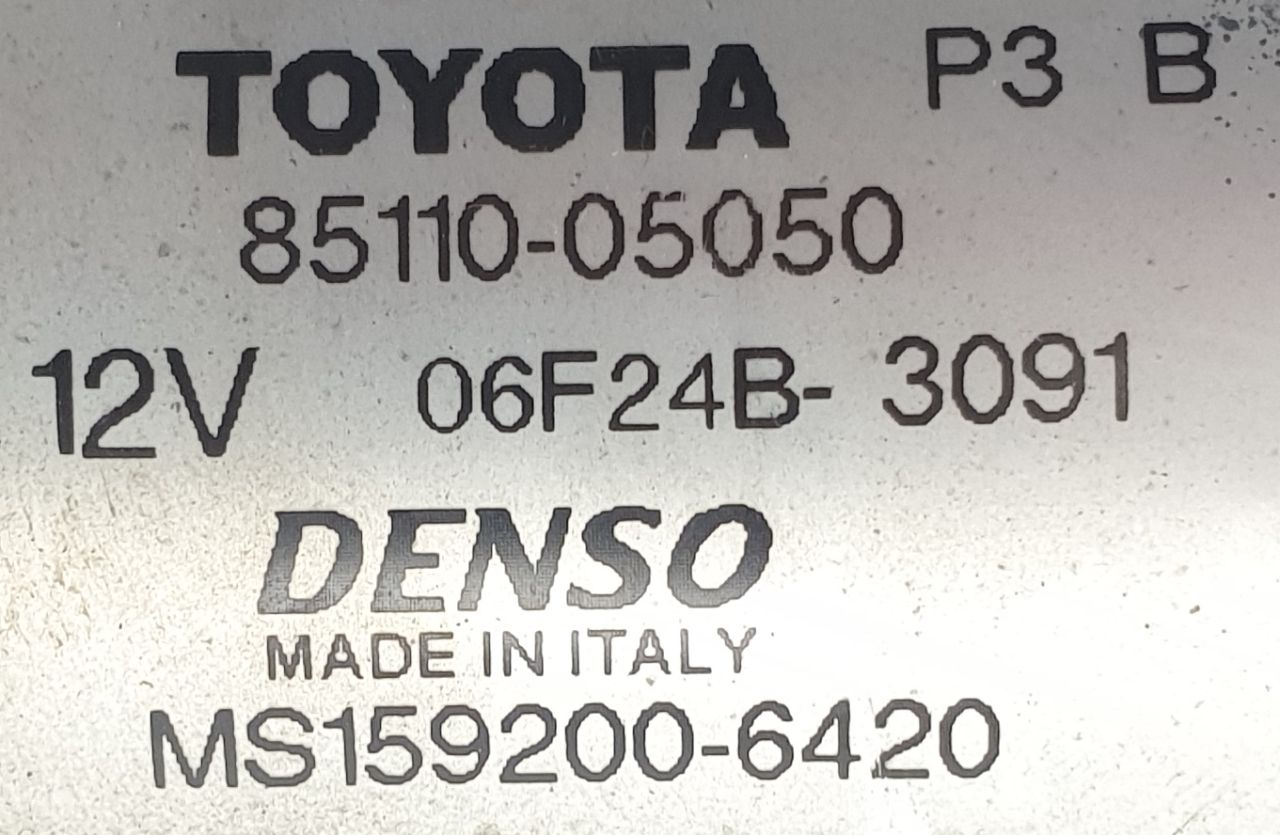 TOYOTA P3 B
85110-05050
12V 06F24B-3091
DENSO
MADE IN ITALY
MS159200-6420